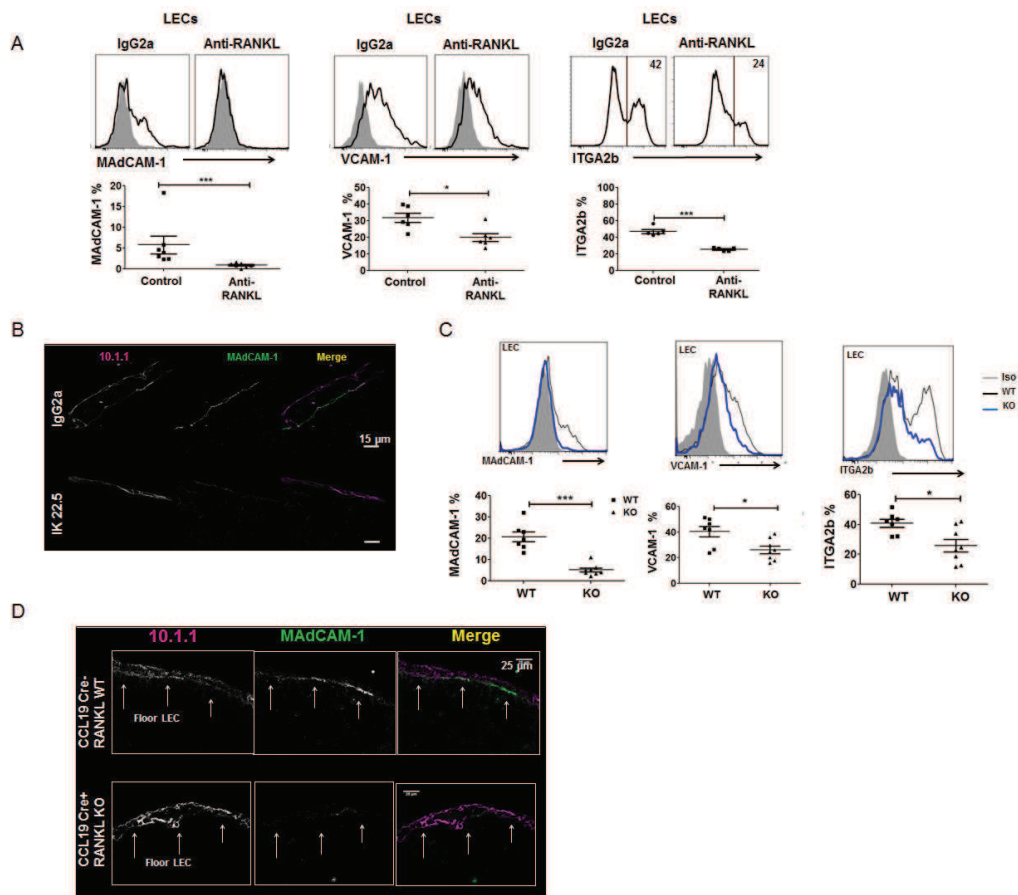 A
LECs
IgG2a Anti-RANKL
MAdCAM-1
MAdCAM-1 %
20
15
10
5
0
***
Control Anti-RANKL
LECs
IgG2a Anti-RANKL
VCAM-1
VCAM-1 %
50
40
30
20
10
0
*
Control Anti-RANKL
LECs
IgG2a Anti-RANKL
42 24
ITGA2b
ITGA2b %
100
80
60
40
20
0
***
Control Anti-RANKL
B
10.1.1 MAdCAM-1 Merge
IgG2a
15 µm
IK 22.5
C
LEC
MAdCAM-1
LEC
VCAM-1
LEC
ITGA2b
Iso
WT
KO
MAdCAM-1 %
40
30
20
10
0
***
WT KO
WT
KO
VCAM-1 %
60
40
20
0
*
WT KO
ITGA2b %
60
40
20
0
*
WT KO
D
10.1.1 MAdCAM-1 Merge
CCL19 Cre-
RANKL WT
Floor LEC
*
25 µm
CCL19 Cre+
RANKL KO
Floor LEC